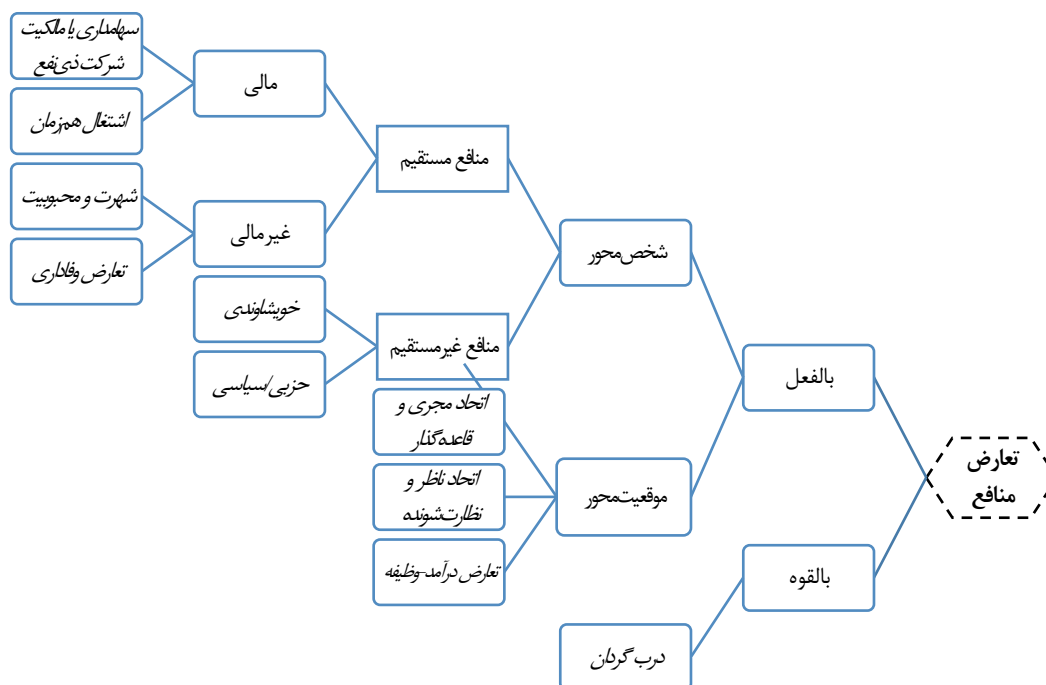 سهامداری یا مالکیت
شرکت ذی‌نفع
مالی
اشتغال هم‌زمان
منافع مستقیم
شهرت و محبوبیت
غیرمالی
شخص‌محور
تعارض وفاداری
خویشاوندی
منافع غیرمستقیم
حزبی/سیاسی
بالفعل
اتحاد مجری و
قاعده‌گذار
تعارض
منافع
اتحاد ناظر و
نظارت‌شونده
موقعیت‌محور
تعارض درآمد-وظیفه
بالقوه
درب گردان